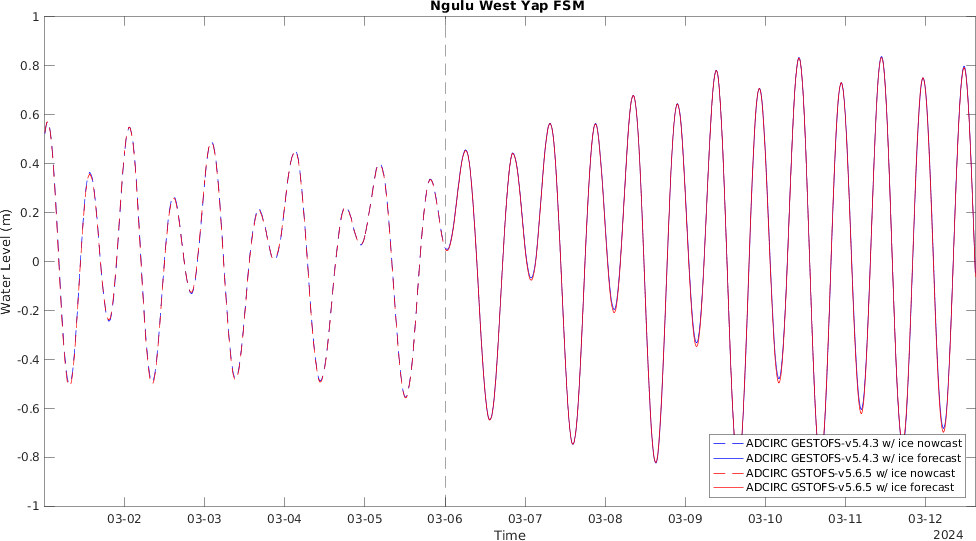 Ngulu West Yap FSM
1
0.8
0.6
0.4
0.2
0
-0.2
-0.4
-0.6
-0.8
-1
Water Level (m)
ADCIRC GESTOFS-v5.4.3 w/ ice nowcast
ADCIRC GESTOFS-v5.4.3 w/ ice forecast
ADCIRC GSTOFS-v5.6.5 w/ ice nowcast
ADCIRC GSTOFS-v5.6.5 w/ ice forecast
03-02 03-03 03-04 03-05 03-06 03-07 03-08 03-09 03-10 03-11 03-12
Time
2024